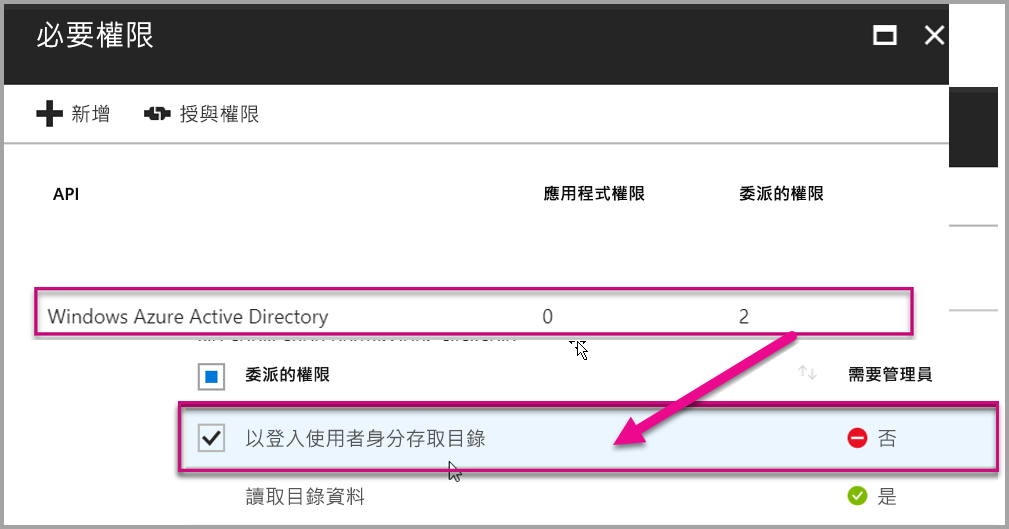 必要權限
新增 授與權限
API 應用程式權限 委派的權限
Windows Azure Active Directory 0 2
委派的權限 需要管理員
以登入使用者身分存取目錄 否
讀取目錄資料 是